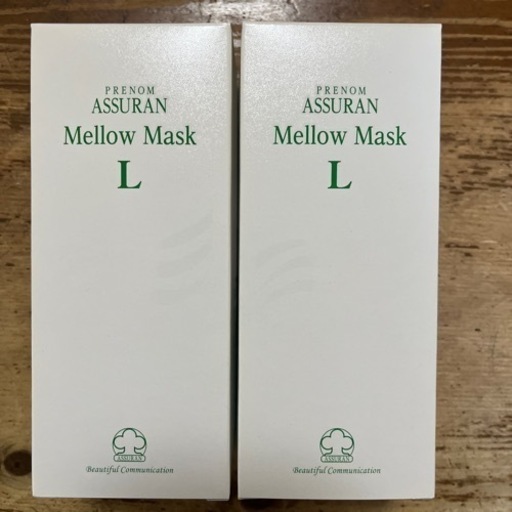 PRENOM
ASSURAN
Mellow Mask
L
ASSURAN
Beautiful Communication
PRENOM
ASSURAN
Mellow Mask
L
ASSURAN
Beautiful Communication